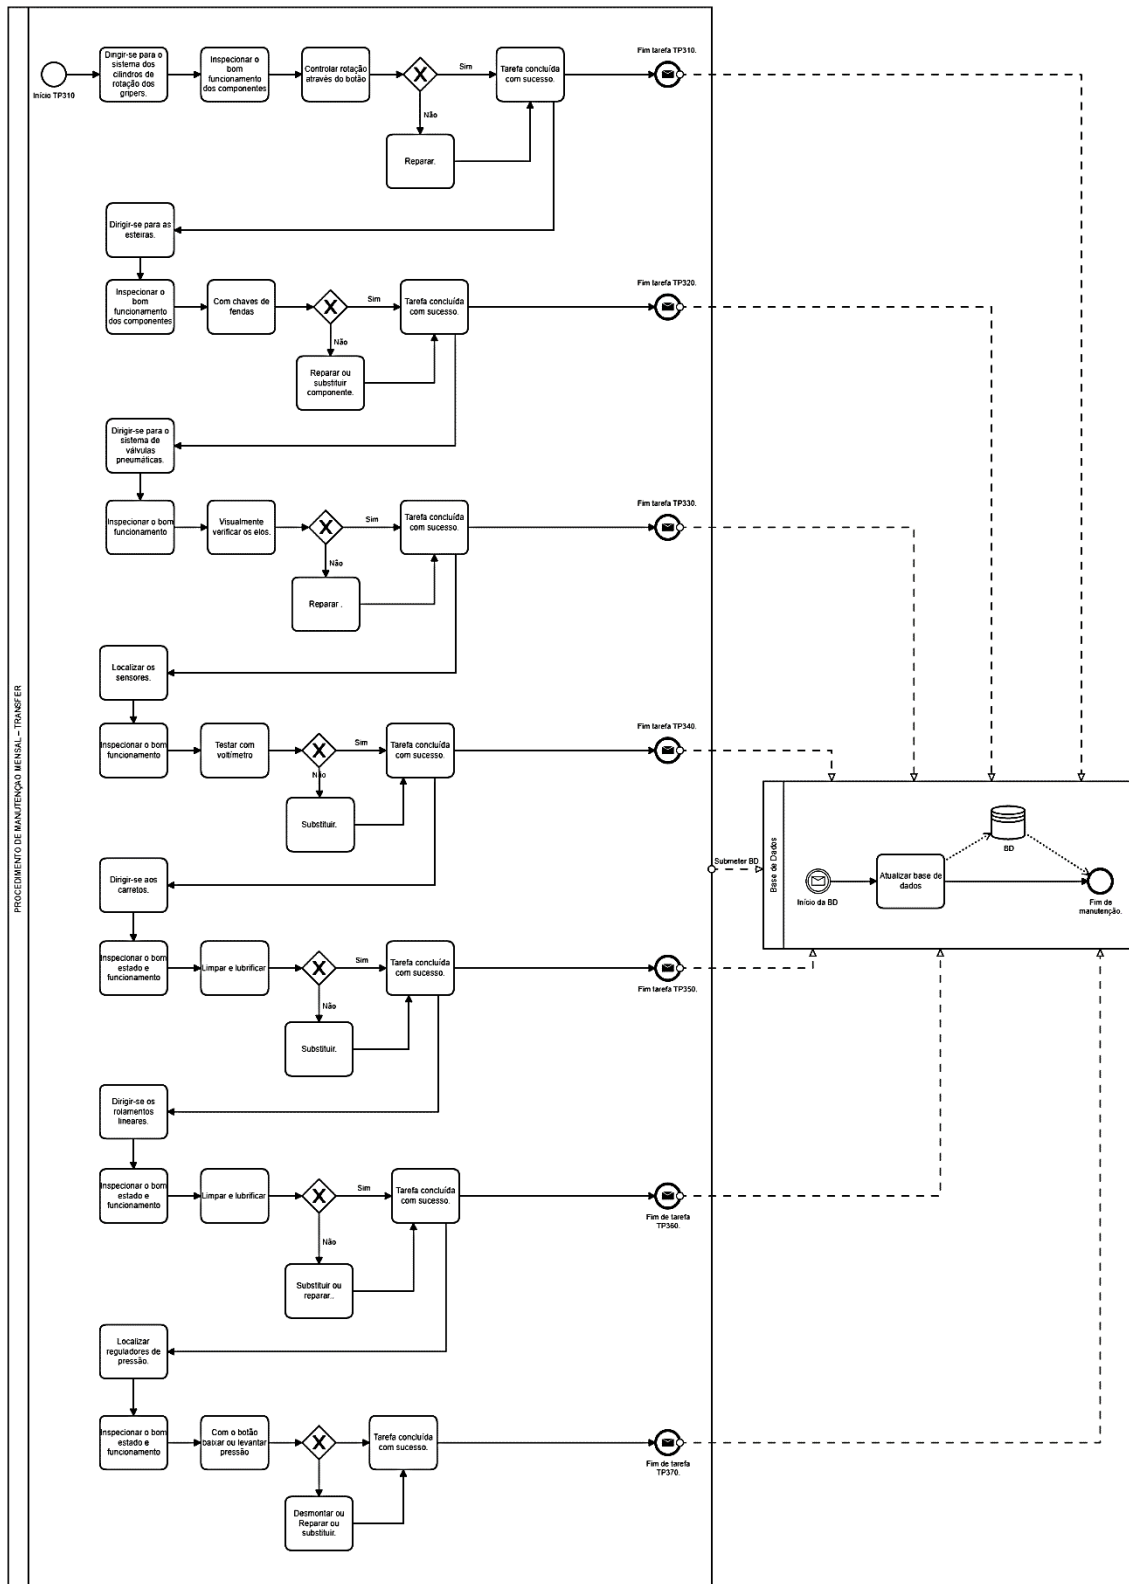 PROCEDIMENTO DE MANUTENÇÃO MENSAL – TRANSFER
Início TP310
Dirgir-se para o
sistema dos
cilindros de
rotação dos
gripers.
Inspecionar o
bom
funcionamento
dos componentes
Controlar rotação
através do botão
Sim
Não
Reparar.
Tarefa concluída
com sucesso.
Fim tarefa TP310.
Dirigir-se para as
esteiras.
Inspecionar o
bom
funcionamento
dos componentes
Com chaves de
fendas
Sim
Não
Reparar ou
substituir
componente.
Tarefa concluída
com sucesso.
Fim tarefa TP320.
Dirigir-se para o
sistema de
válvulas
pneumáticas.
Inspecionar o bom
funcionamento
Visualmente
verificar os elos.
Sim
Não
Reparar .
Tarefa concluída
com sucesso.
Fim tarefa TP330.
Localizar os
sensores.
Inspecionar o bom
funcionamento
Testar com
voltímetro
Sim
Não
Substituir.
Tarefa concluída
com sucesso.
Fim tarefa TP340.
Dirigir-se aos
carretos.
Inspecionar o bom
estado e
funcionamento
Limpar e lubrificar
Sim
Não
Substituir.
Tarefa concluída
com sucesso.
Fim tarefa TP350.
Dirigir-se os
rolamentos
lineares.
Inspecionar o bom
estado e
funcionamento
Limpar e lubrificar
Sim
Não
Substituir ou
reparar..
Tarefa concluída
com sucesso.
Fim de tarefa
TP360.
Localizar
reguladores de
pressão.
Inspecionar o bom
estado e
funcionamento
Com o botão
baixar ou levantar
pressão
Desmontar ou
Reparar ou
substituir.
Tarefa concluída
com sucesso.
Fim de tarefa
TP370.
Submeter BD
Base de Dados
Início da BD
Atualizar base de
dados
BD
Fim de
manutenção.